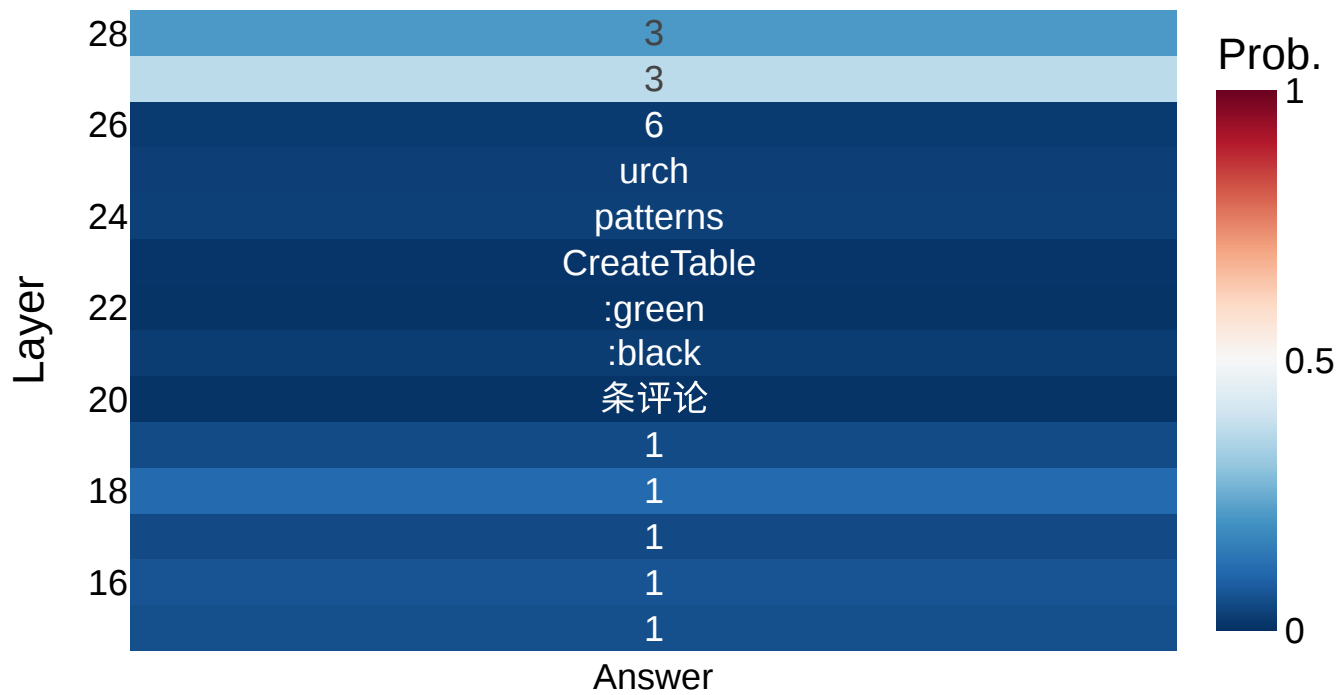 28
3
3
26
6
urch
24
patterns
CreateTable
22
:green
:black
20
条评论
1
18
1
1
16
1
1
Layer
Answer
Prob.
1
0.5
0